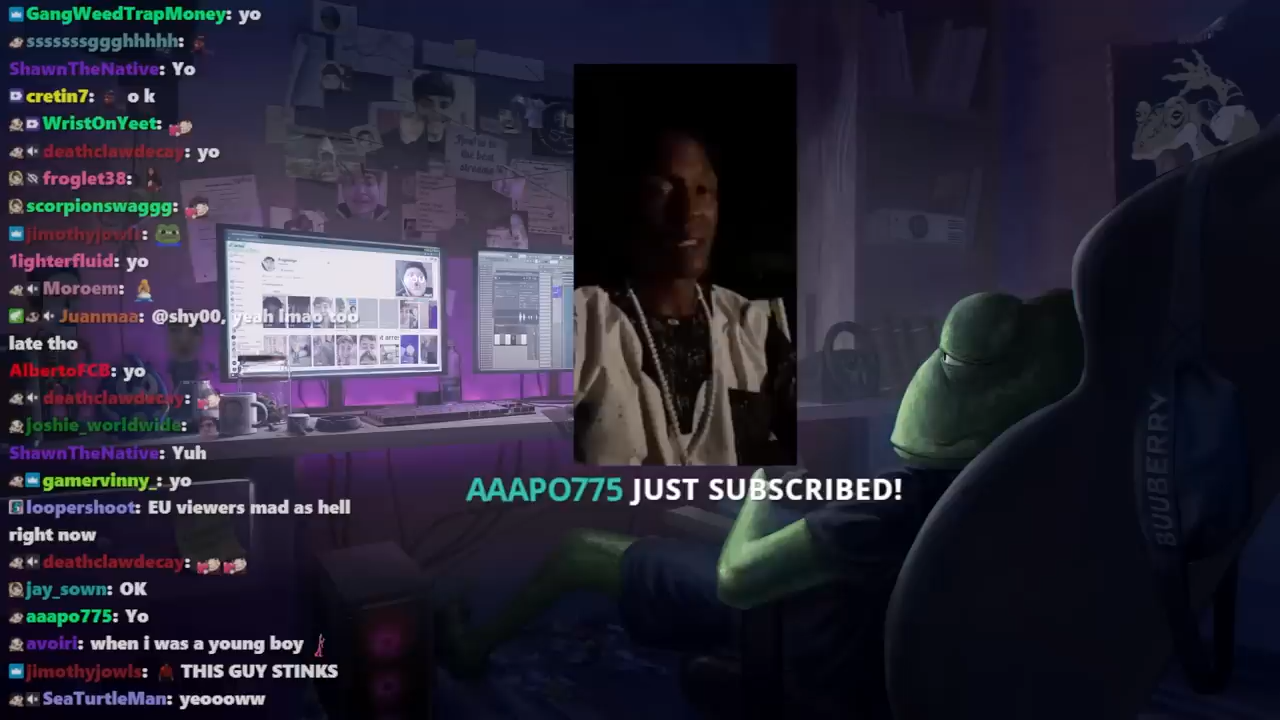 GangWeedTrapMoney: yo
sssssssggghhhhh:
ShawnTheNative: Yo
cretin7: o k
WristOnYeet:
deathclawdecay: yo
froglet38:
scorpionswaggg:
jimothyjowls:
1ighterfluid: yo
Moroem:
Juanmaa: @shy00, yeah lmao too
late tho
AlbertoFCB: yo
deathclawdecay:
joshie_worldwide:
ShawnTheNative: Yuh
gamervinny_: yo
loopershoot: EU viewers mad as hell
right now
deathclawdecay:
jay_sown: OK
aaapo775: Yo
avoiri: when i was a young boy
jimothyjowls: THIS GUY STINKS
SeaTurtleMan: yeoooww
AAAPO775 JUST SUBSCRIBED!
BUUBERRY